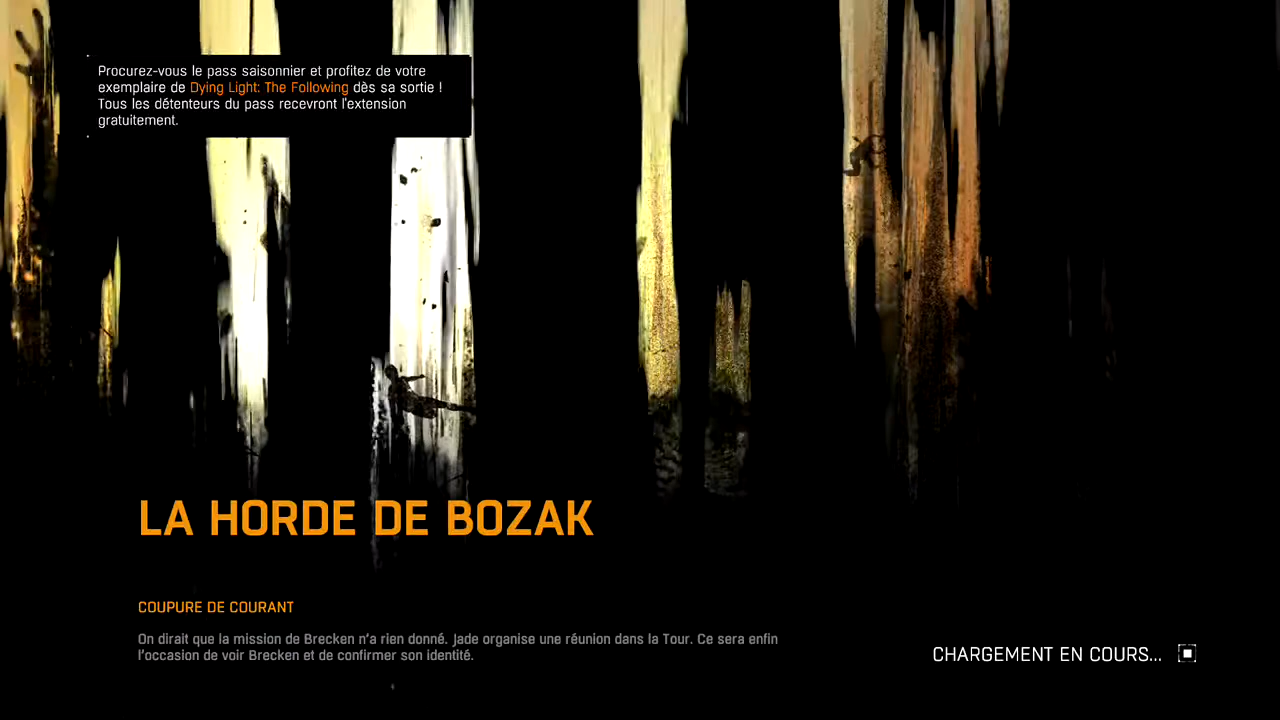 Procurez-vous le pass saisonnier et profitez de votre
exemplaire de Dying Light: The Following dès sa sortie !
Tous les détenteurs du pass recevront l'extension
gratuitement.
LA HORDE DE BOZAK
COUPURE DE COURANT
On dirait que la mission de Brecken n'a rien donné. Jade organise une réunion dans la Tour. Ce sera enfin
l'occasion de voir Brecken et de confirmer son identité.
CHARGEMENT EN COURS...